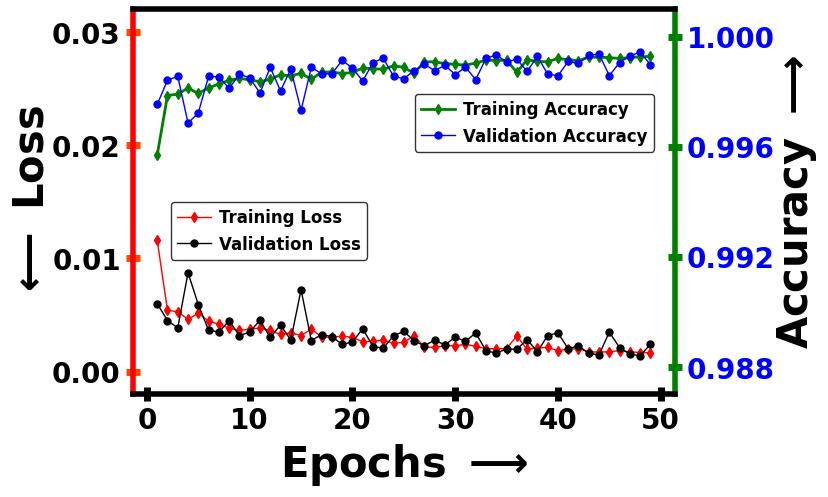 0.03
0.02
0.01
0.00
← Loss
1.000
0.996
0.992
0.988
Accuracy →
Training Accuracy
Validation Accuracy
Training Loss
Validation Loss
0 10 20 30 40 50
Epochs →